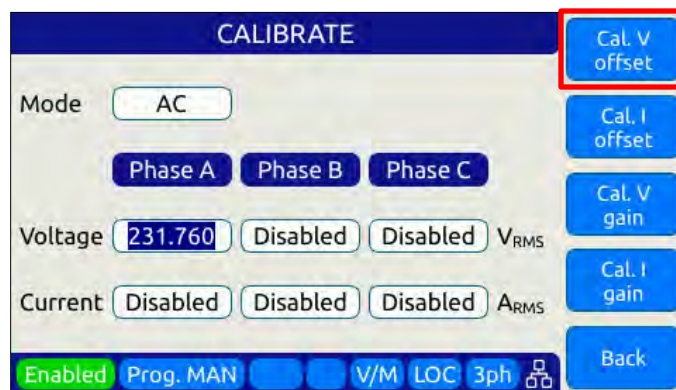 CALIBRATE
Cal. V
offset
Mode AC
Cal. I
offset
Phase A Phase B Phase C
Cal. V
gain
Voltage 231.760 Disabled Disabled VRMS
Cal. I
gain
Current Disabled Disabled Disabled ARMS
Back
Enabled Prog. MAN V/M LOC 3ph